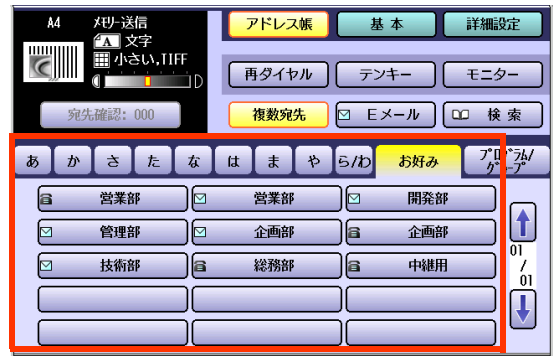 A4 メモリー送信
A 文字
小さい,TIFF
D
宛先確認: 000
アドレス帳 基本 詳細設定
再ダイヤル テンキー モニター
複数宛先 Eメール 検索
あ か さ た な は ま や ら/わ お好み プログラム/
グループ
営業部 営業部 開発部
管理部 企画部 企画部
技術部 総務部 中継用
01
/
01